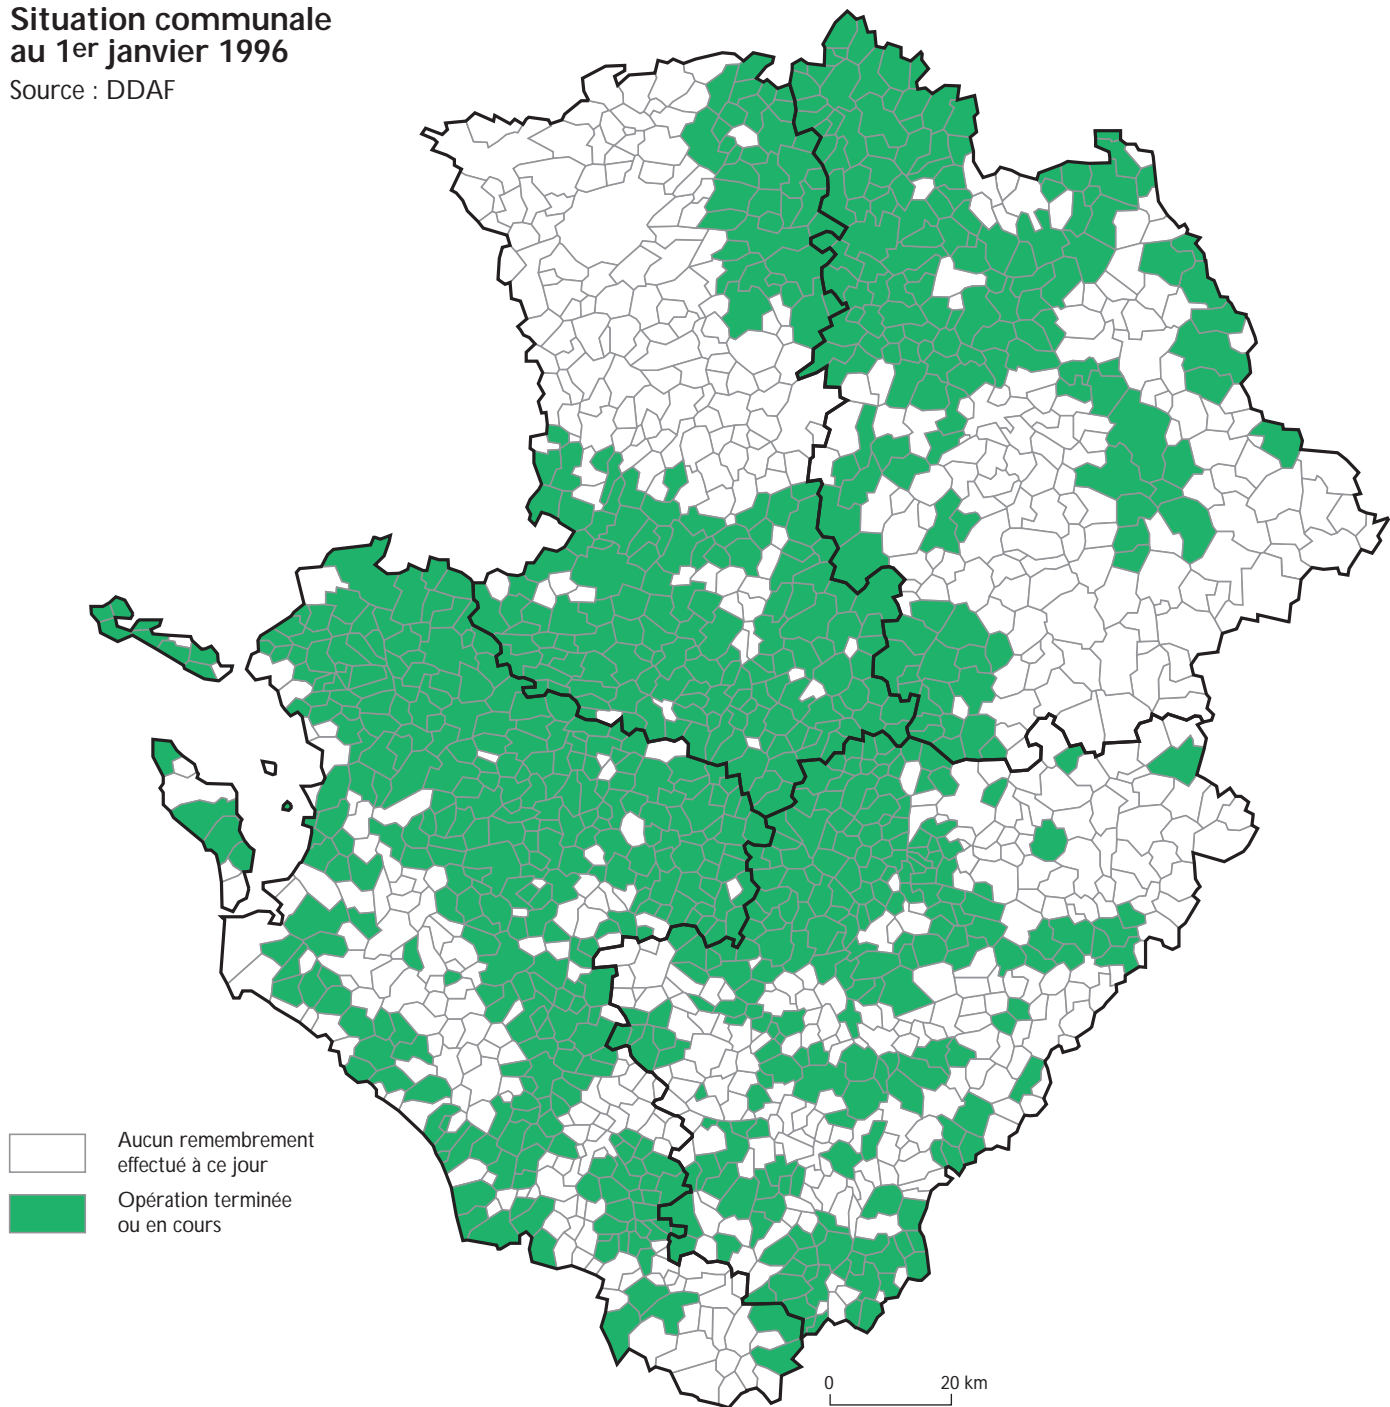 Situation communale
au 1er janvier 1996
Source : DDAF
Aucun remembrement
effectué à ce jour
Opération terminée
ou en cours
0 20 km